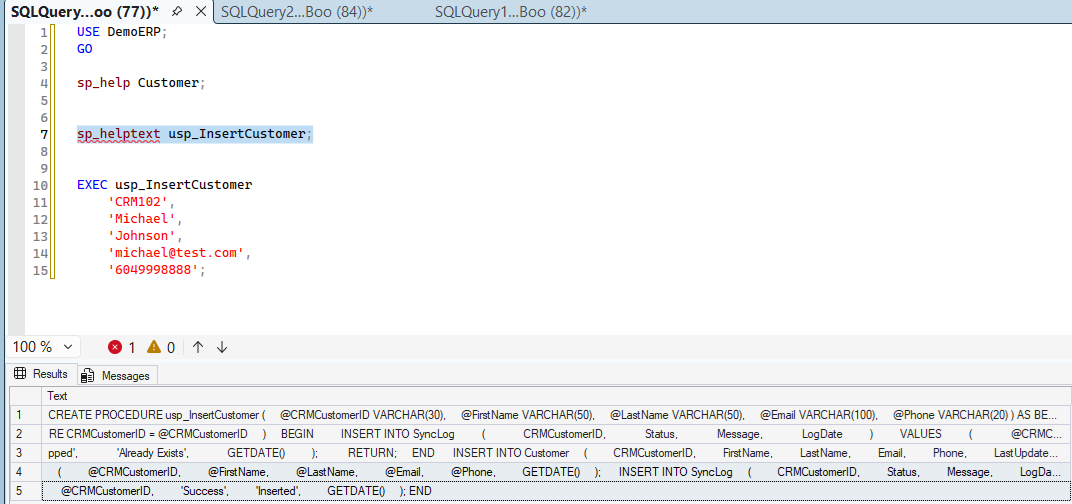 SQLQuery...oo (77))* SQLQuery2...Boo (84))* SQLQuery1...Boo (82))*
1 USE DemoERP;
2 GO
3
4 sp_help Customer;
5
6
7 sp_helptext usp_InsertCustomer;
8
9
10 EXEC usp_InsertCustomer
11 'CRM102',
12 'Michael',
13 'Johnson',
14 'michael@test.com',
15 '6049998888';
100 % 1 0
Results Messages
Text
1 CREATE PROCEDURE usp_InsertCustomer ( @CRMCustomerID VARCHAR(30), @FirstName VARCHAR(50), @LastName VARCHAR(50), @Email VARCHAR(100), @Phone VARCHAR(20) ) AS BE...
2 RE CRMCustomerID = @CRMCustomerID ) BEGIN INSERT INTO SyncLog ( CRMCustomerID, Status, Message, LogDate ) VALUES ( @CRMC...
3 pped', 'Already Exists', GETDATE() ); RETURN; END INSERT INTO Customer ( CRMCustomerID, FirstName, LastName, Email, Phone, LastUpdate...
4 ( @CRMCustomerID, @FirstName, @LastName, @Email, @Phone, GETDATE() ); INSERT INTO SyncLog ( CRMCustomerID, Status, Message, LogDa...
5 @CRMCustomerID, 'Success', 'Inserted', GETDATE() ); END